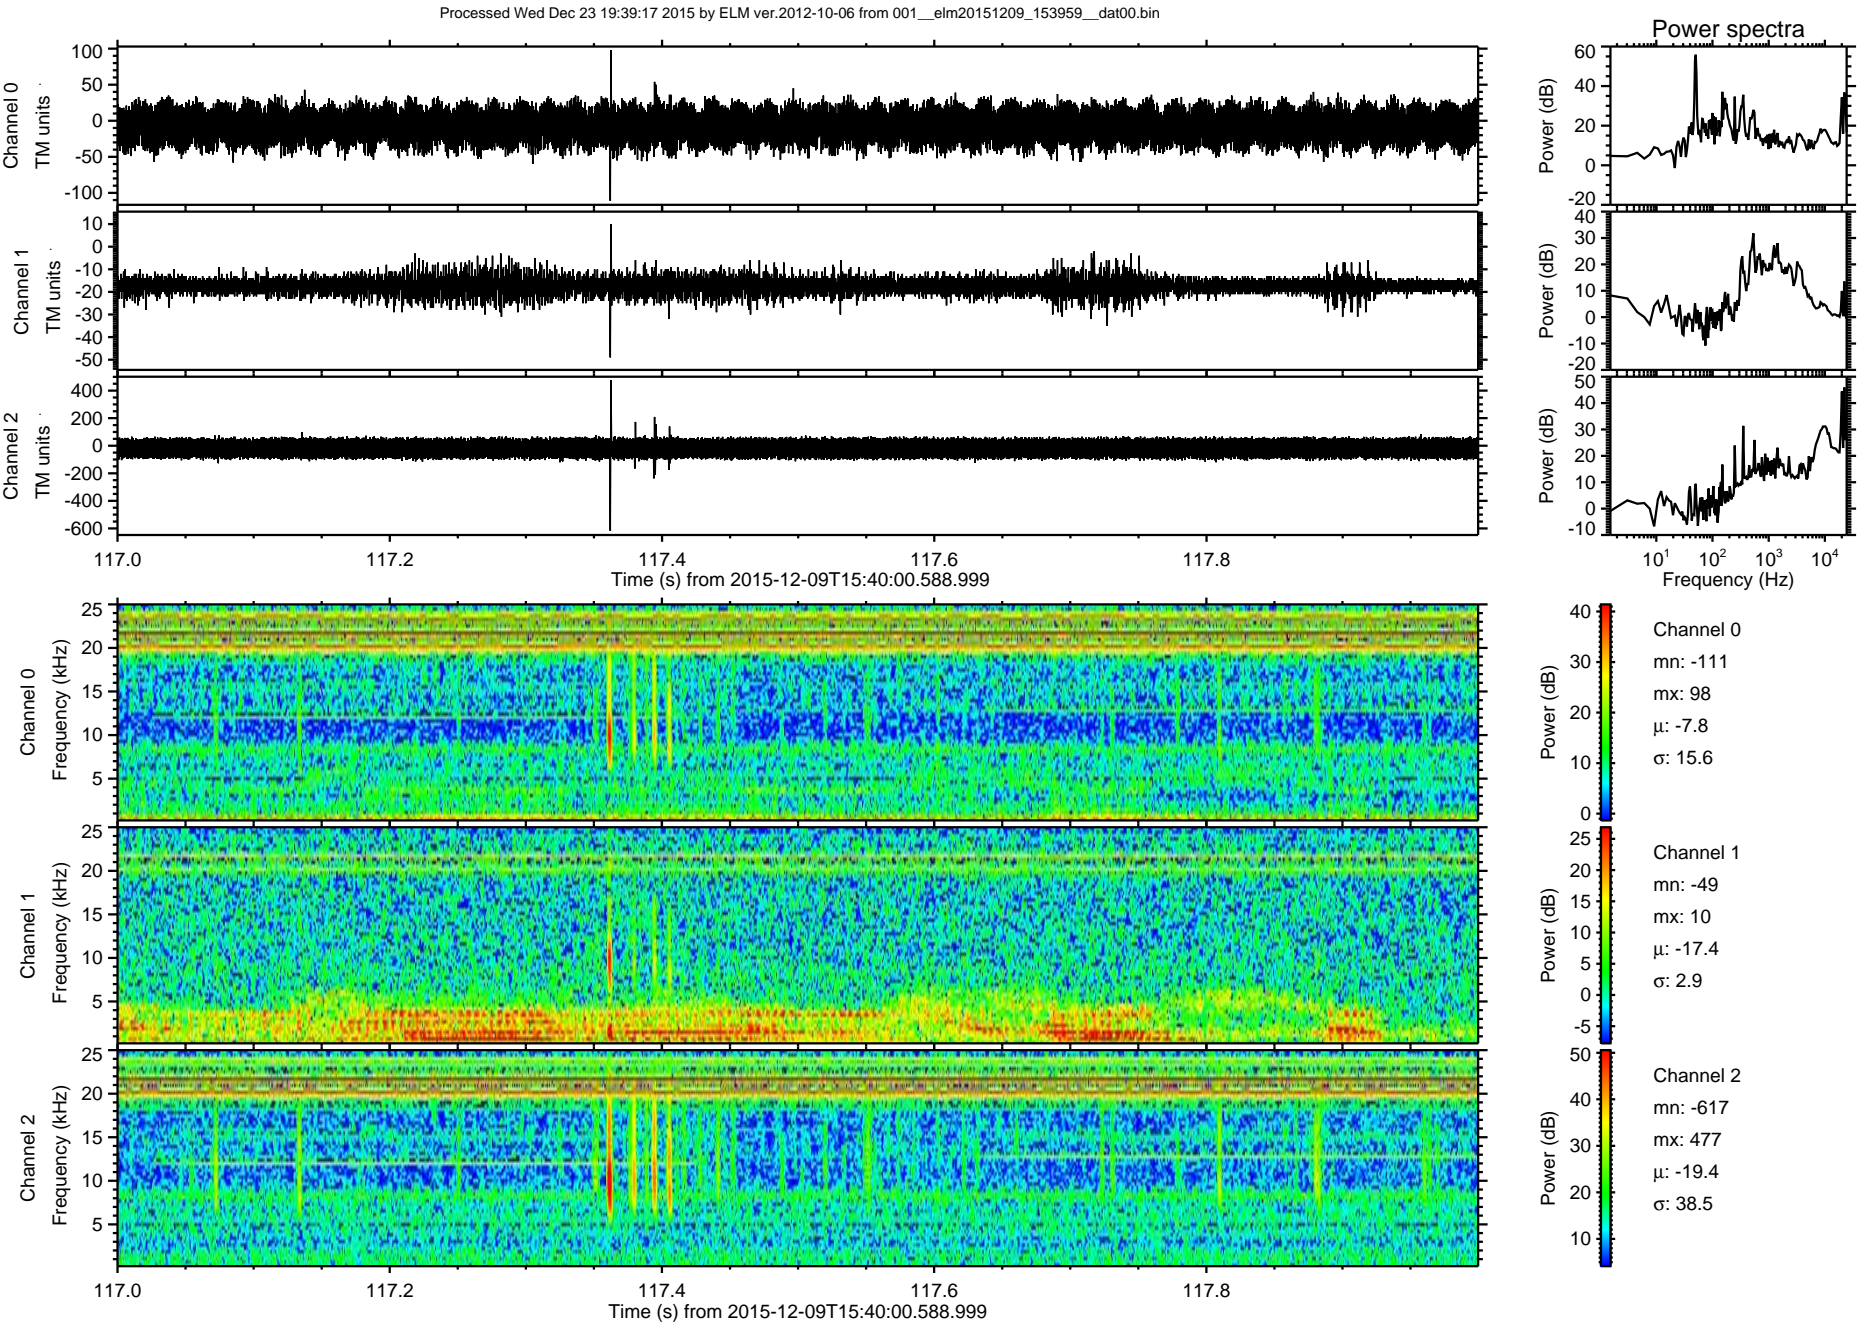 Processed Wed Dec 23 19:39:17 2015 by ELM ver.2012-10-06 from 001__elm20151209_153959__dat00.bin
Power spectra
Channel 0
TM units
100
50
0
-50
-100
Power (dB)
60
40
20
0
-20
Channel 1
TM units
10
0
-10
-20
-30
-40
-50
Power (dB)
40
30
20
10
0
-10
-20
Channel 2
TM units
400
200
0
-200
-400
-600
Power (dB)
50
40
30
20
10
0
-10
117.0 117.2 117.4 117.6 117.8
Time (s) from 2015-12-09T15:40:00.588.999
10^1 10^2 10^3 10^4
Frequency (Hz)
Channel 0
Frequency (kHz)
25
20
15
10
5
Power (dB)
40
30
20
10
0
Channel 0
mn: -111
mx: 98
µ: -7.8
σ: 15.6
Channel 1
Frequency (kHz)
25
20
15
10
5
Power (dB)
25
20
15
10
5
0
-5
Channel 1
mn: -49
mx: 10
µ: -17.4
σ: 2.9
Channel 2
Frequency (kHz)
25
20
15
10
5
Power (dB)
50
40
30
20
10
Channel 2
mn: -617
mx: 477
µ: -19.4
σ: 38.5
117.0 117.2 117.4 117.6 117.8
Time (s) from 2015-12-09T15:40:00.588.999